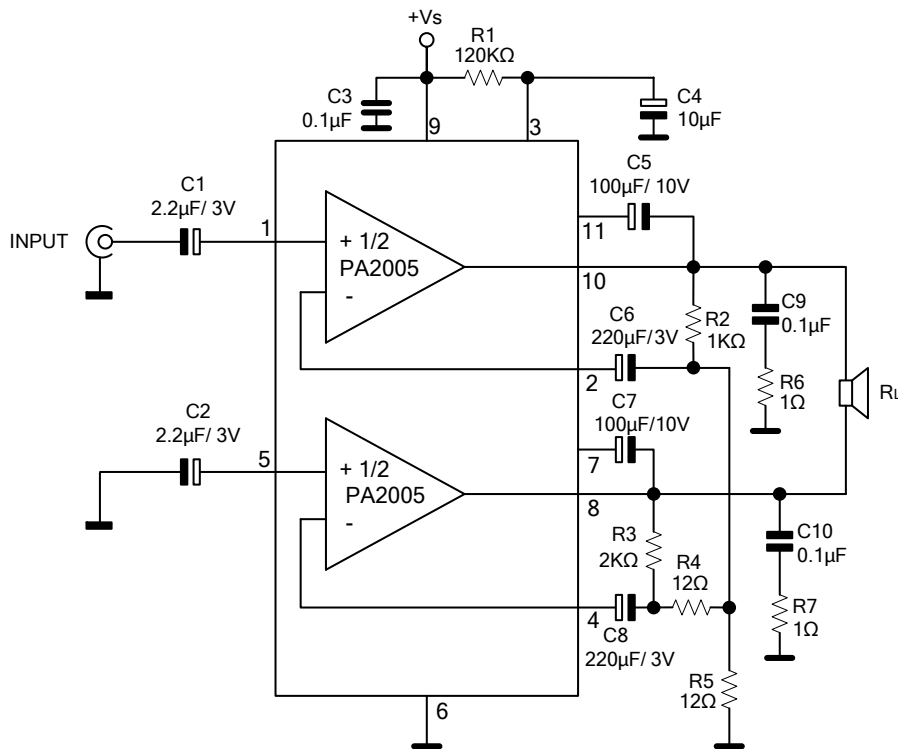 +Vs
R1
120KΩ
C3
0.1µF
9
3
C4
10µF
C5
100µF/ 10V
11
C1
2.2µF/ 3V
INPUT
1
+ 1/2
PA2005
-
10
C9
0.1µF
R2
1KΩ
C6
220µF/3V
2
R6
1Ω
RL
C7
100µF/10V
7
C2
2.2µF/ 3V
5
+ 1/2
PA2005
-
8
R3
2KΩ
R4
12Ω
C10
0.1µF
4
C8
220µF/ 3V
R7
1Ω
R5
12Ω
6